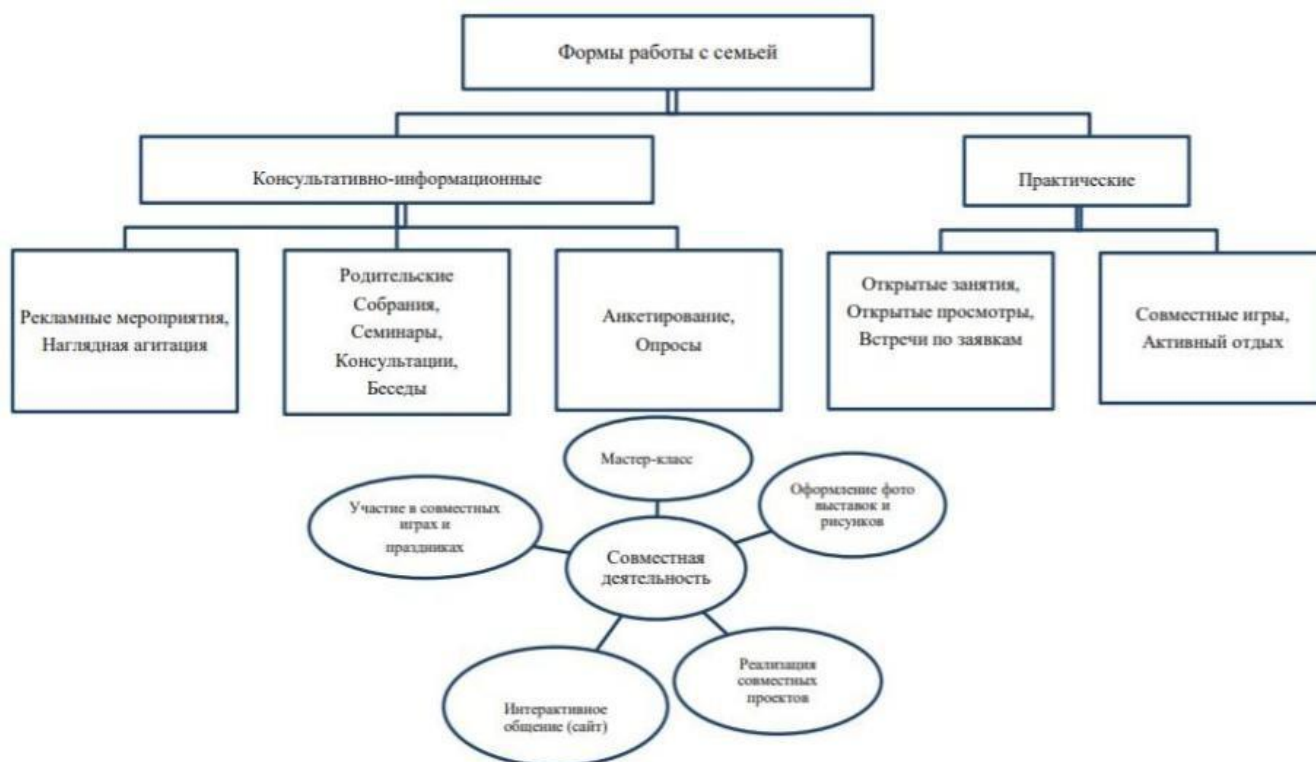 Формы работы с семьей
Консультативно-информационные
Практические
Рекламные мероприятия,
Наглядная агитация
Родительские
Собрания,
Семинары,
Консультации,
Беседы
Анкетирование,
Опросы
Открытые занятия,
Открытые просмотры,
Встречи по заявкам
Совместные игры,
Активный отдых
Мастер-класс
Участие в совместных
играх и
праздниках
Оформление фото
выставок и
рисунков
Совместная
деятельность
Интерактивное
общение (сайт)
Реализация
совместных
проектов